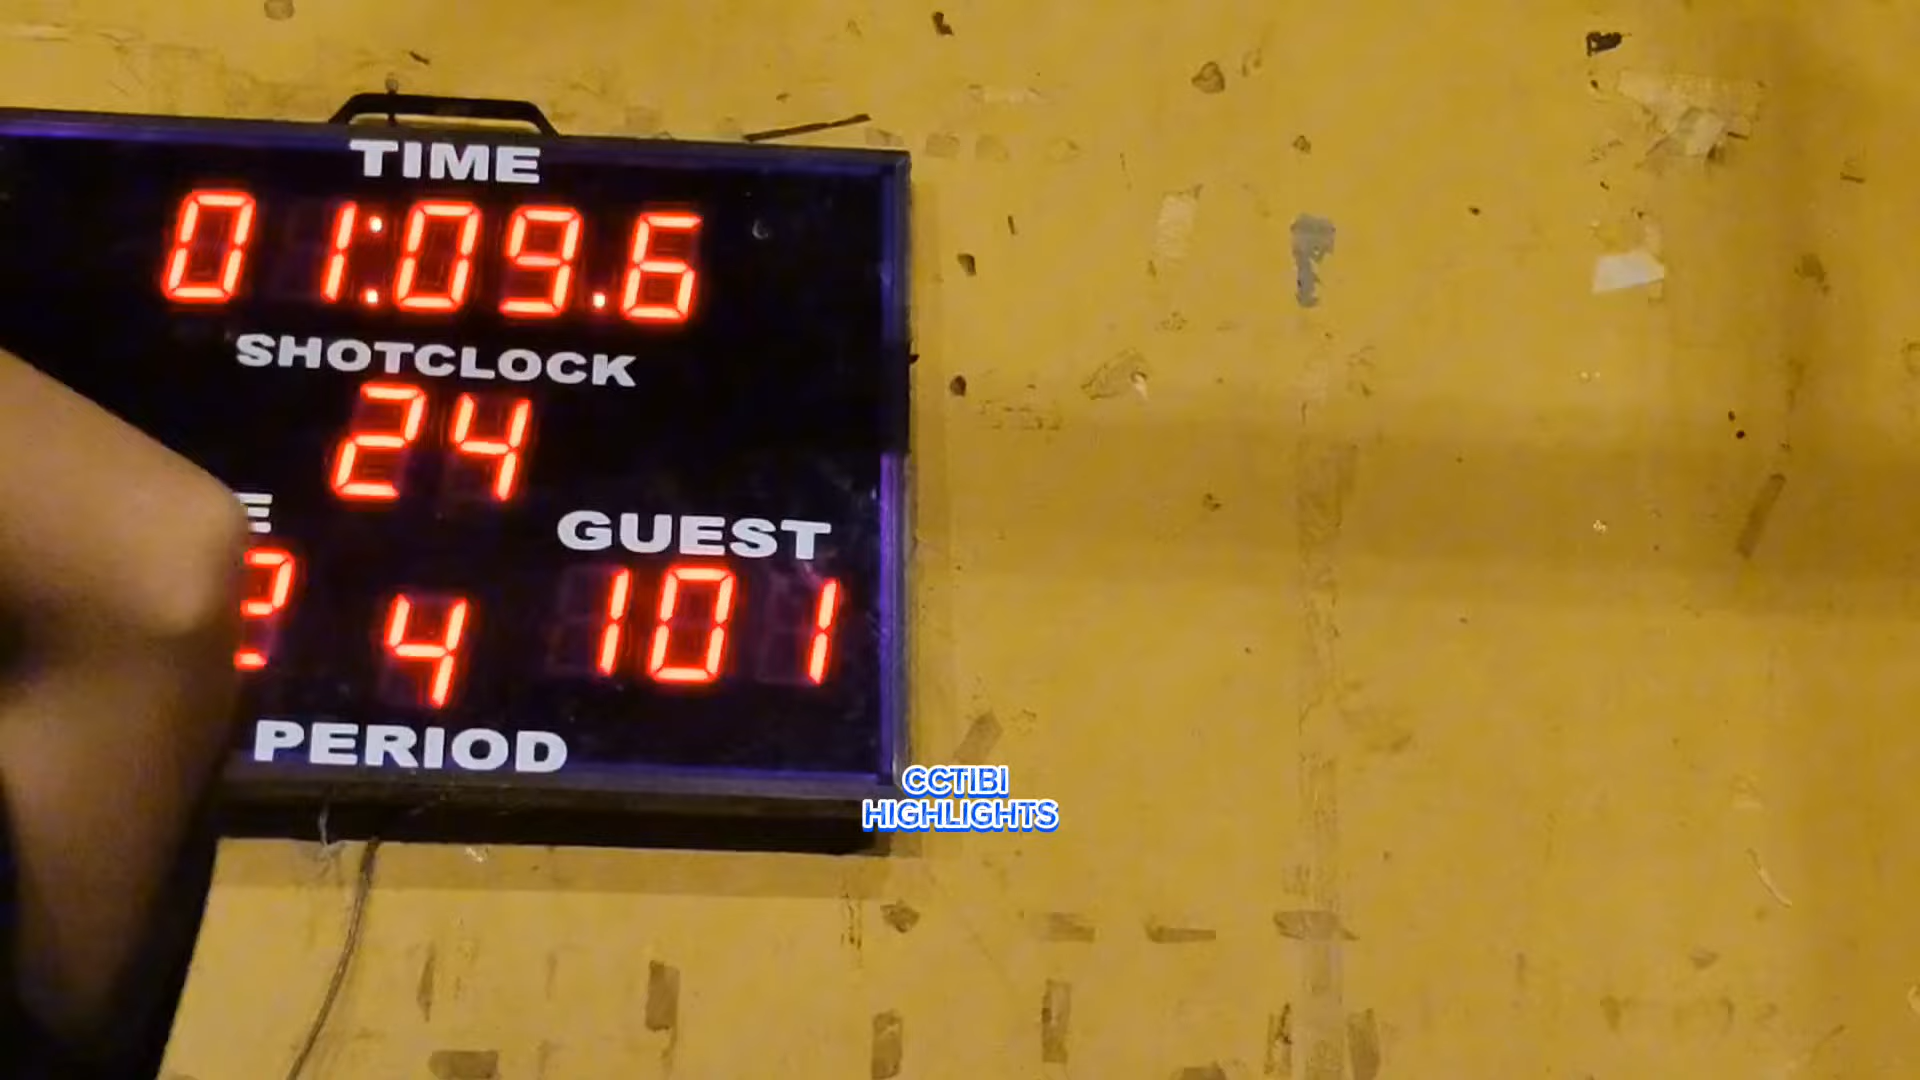 TIME
01:09.6
SHOTCLOCK
24
GUEST
4 101
PERIOD
CCTIBI
HIGHLIGHTS